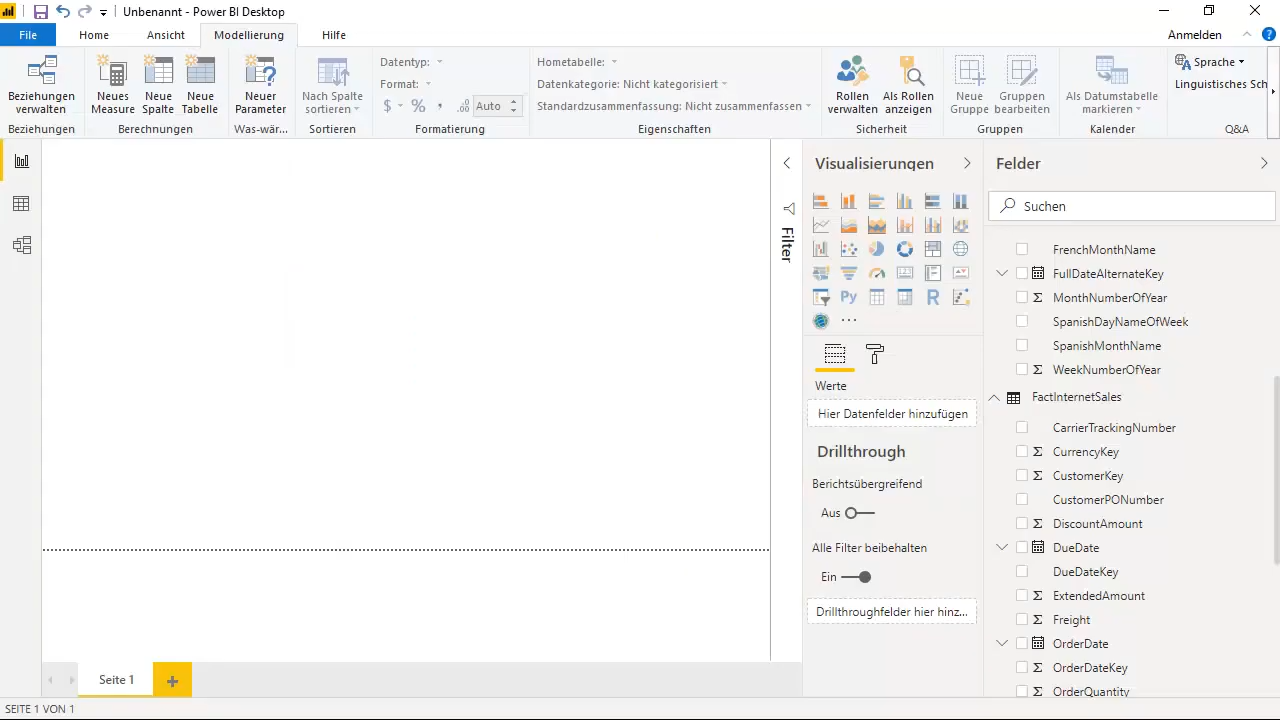 Unbenannt - Power BI Desktop
File
Home
Ansicht
Modellierung
Hilfe
Anmelden
Beziehungen verwalten
Beziehungen
Neues Measure
Neue Spalte
Neue Tabelle
Berechnungen
Neuer Parameter
Was-wär...
Nach Spalte sortieren
Sortieren
Datentyp:
Format:
$ % , .00 Auto
Formatierung
Hometabelle:
Datenkategorie: Nicht kategorisiert
Standardzusammenfassung: Nicht zusammenfassen
Eigenschaften
Rollen verwalten
Als Rollen anzeigen
Sicherheit
Neue Gruppe
Gruppen bearbeiten
Gruppen
Als Datumstabelle markieren
Kalender
Sprache
Linguistisches Sch
Q&A
Filter
Visualisierungen
Py
R
Werte
Hier Datenfelder hinzufügen
Drillthrough
Berichtsübergreifend
Aus
Alle Filter beibehalten
Ein
Drillthroughfelder hier hinz...
Felder
Suchen
FrenchMonthName
FullDateAlternateKey
MonthNumberOfYear
SpanishDayNameOfWeek
SpanishMonthName
WeekNumberOfYear
FactInternetSales
CarrierTrackingNumber
CurrencyKey
CustomerKey
CustomerPONumber
DiscountAmount
DueDate
DueDateKey
ExtendedAmount
Freight
OrderDate
OrderDateKey
OrderQuantity
Seite 1
SEITE 1 VON 1